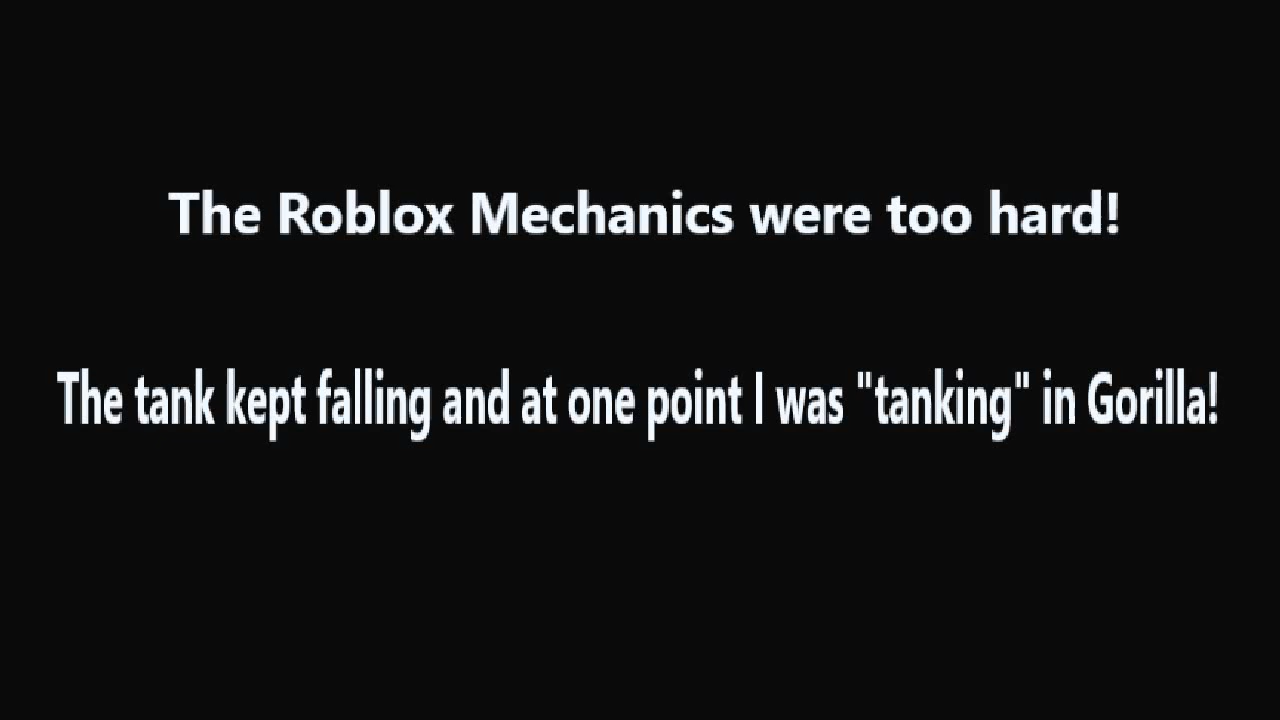 The Roblox Mechanics were too hard!
The tank kept falling and at one point I was "tanking" in Gorilla!